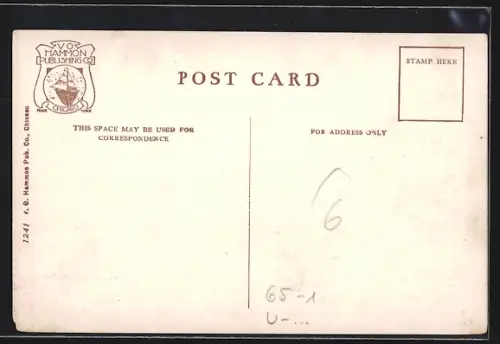 V O
HAMMON
PUBLISHING CO
CHICAGO
POST CARD
STAMP HERE
THIS SPACE MAY BE USED FOR
CORRESPONDENCE
FOR ADDRESS ONLY
1241 V. O. Hammon Pub. Co., Chicago
6
65-1
U-...